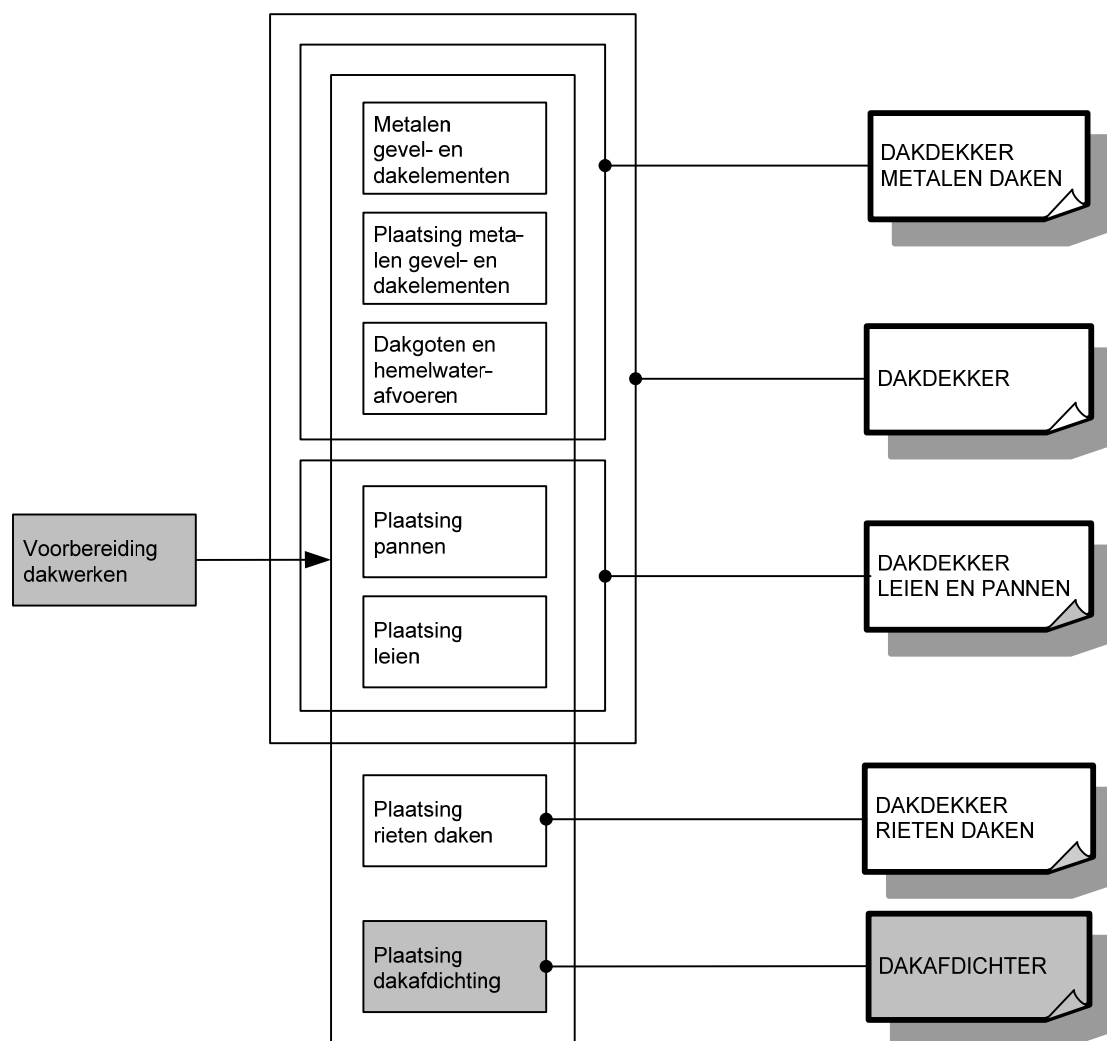 Metalen
gevel- en
dakelementen
DAKDEKKER
METALEN DAKEN
Plaatsing meta-
len gevel- en
dakelementen
Dakgoten en
hemelwater-
afvoeren
DAKDEKKER
Voorbereiding
dakwerken
Plaatsing
pannen
DAKDEKKER
LEIEN EN PANNEN
Plaatsing
leien
Plaatsing
rieten daken
DAKDEKKER
RIETEN DAKEN
Plaatsing
dakafdichting
DAKAFDICHTER